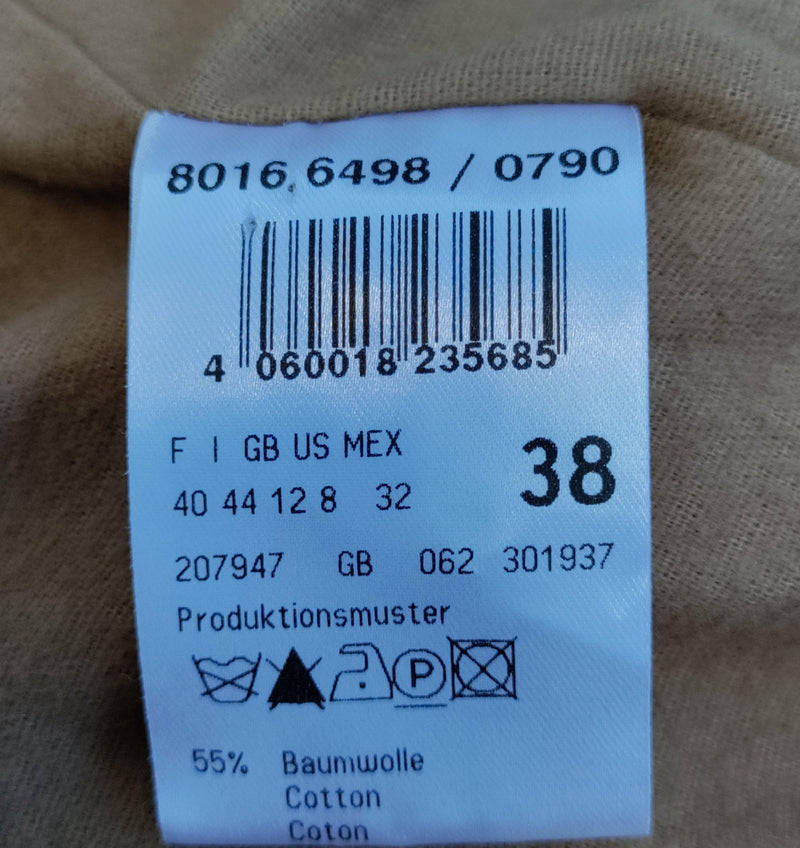 8016.6498 / 0790
4 060018 235685
F I GB US MEX
40 44 12 8 32
38
207947 GB 062 301937
Produktionsmuster
P
55% Baumwolle
Cotton
Coton